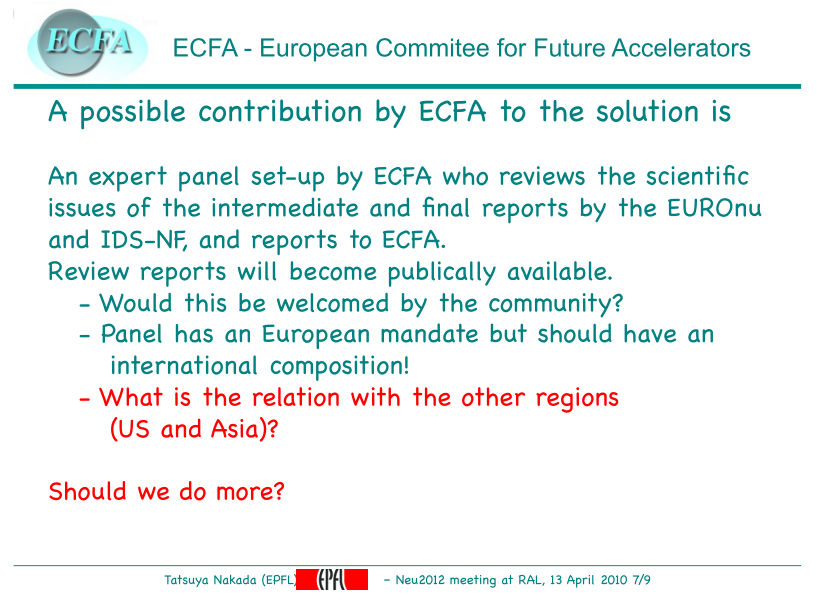 ECFA
ECFA - European Commitee for Future Accelerators
A possible contribution by ECFA to the solution is
An expert panel set-up by ECFA who reviews the scientific
issues of the intermediate and final reports by the EUROnu
and IDS-NF, and reports to ECFA.
Review reports will become publically available.
- Would this be welcomed by the community?
- Panel has an European mandate but should have an
international composition!
- What is the relation with the other regions
(US and Asia)?
Should we do more?
Tatsuya Nakada (EPFL) EPFL - Neu2012 meeting at RAL, 13 April 2010 7/9